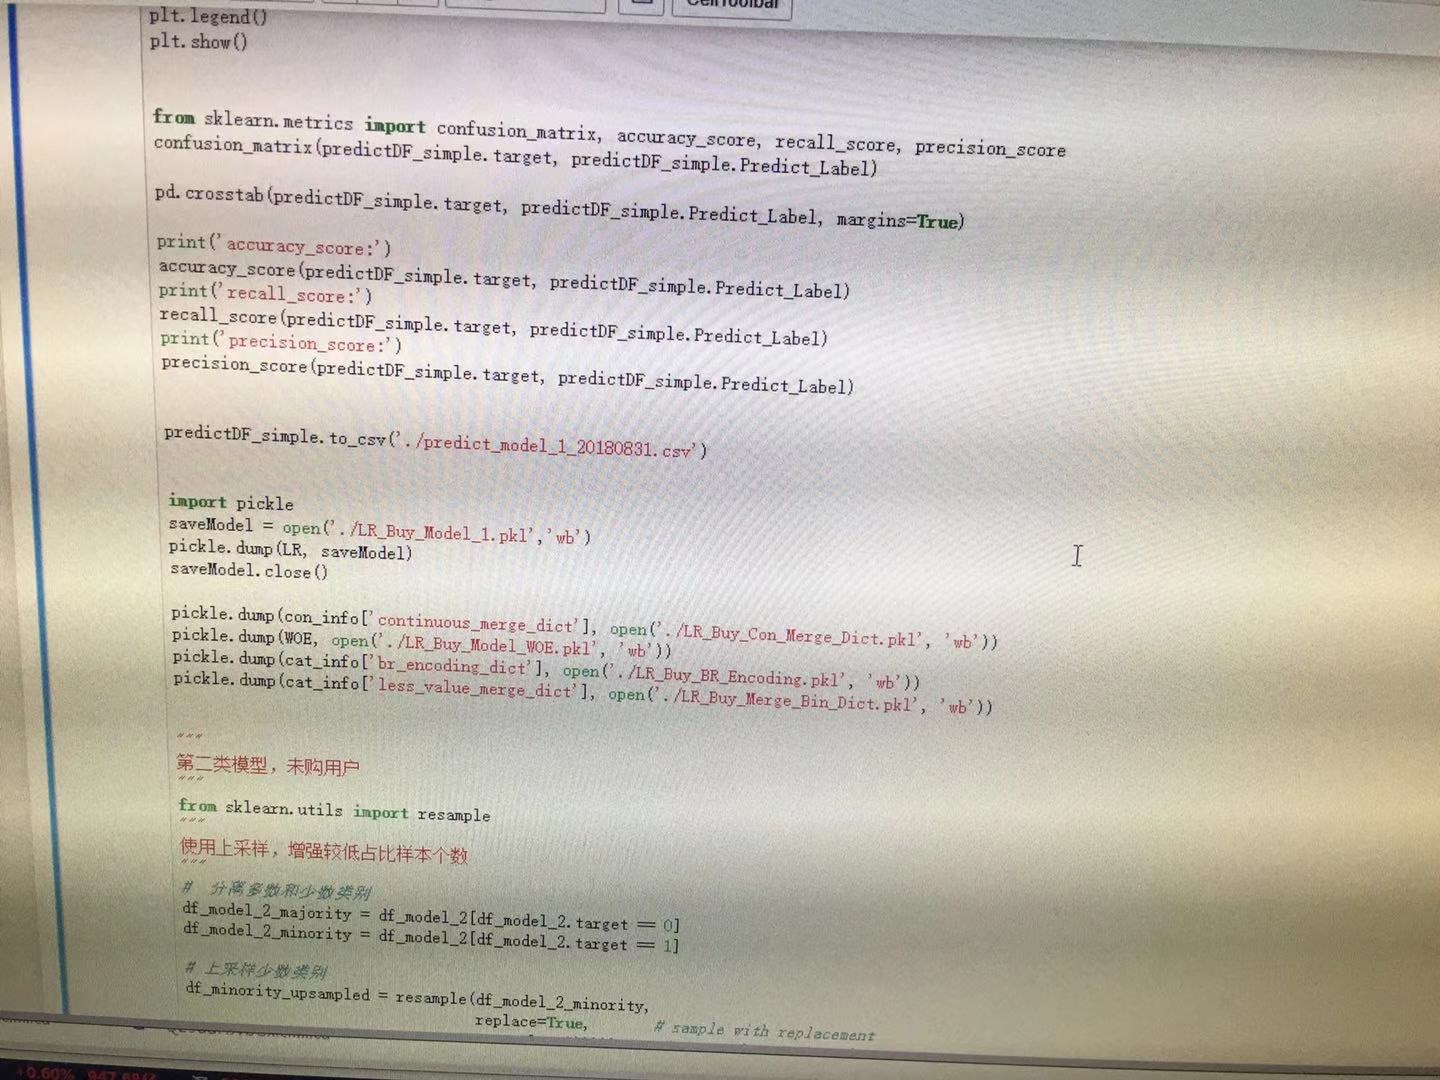 CellToolbar
plt.legend()
plt.show()
from sklearn.metrics import confusion_matrix, accuracy_score, recall_score, precision_score
confusion_matrix(predictDF_simple.target, predictDF_simple.Predict_Label)
pd.crosstab(predictDF_simple.target, predictDF_simple.Predict_Label, margins=True)
print('accuracy_score:')
accuracy_score(predictDF_simple.target, predictDF_simple.Predict_Label)
print('recall_score:')
recall_score(predictDF_simple.target, predictDF_simple.Predict_Label)
print('precision_score:')
precision_score(predictDF_simple.target, predictDF_simple.Predict_Label)
predictDF_simple.to_csv('./predict_model_1_20180831.csv')
import pickle
saveModel = open('./LR_Buy_Model_1.pkl','wb')
pickle.dump(LR, saveModel)
saveModel.close()
pickle.dump(con_info['continuous_merge_dict'], open('./LR_Buy_Con_Merge_Dict.pkl', 'wb'))
pickle.dump(WOE, open('./LR_Buy_Model_WOE.pkl', 'wb'))
pickle.dump(cat_info['br_encoding_dict'], open('./LR_Buy_BR_Encoding.pkl', 'wb'))
pickle.dump(cat_info['less_value_merge_dict'], open('./LR_Buy_Merge_Bin_Dict.pkl', 'wb'))
"""
第二类模型，未购用户
"""
from sklearn.utils import resample
"""
使用上采样，增强较低占比样本个数
"""
# 分离多数和少数类别
df_model_2_majority = df_model_2[df_model_2.target == 0]
df_model_2_minority = df_model_2[df_model_2.target == 1]
# 上采样少数类别
df_minority_upsampled = resample(df_model_2_minority,
replace=True, # sample with replacement
+0.60%